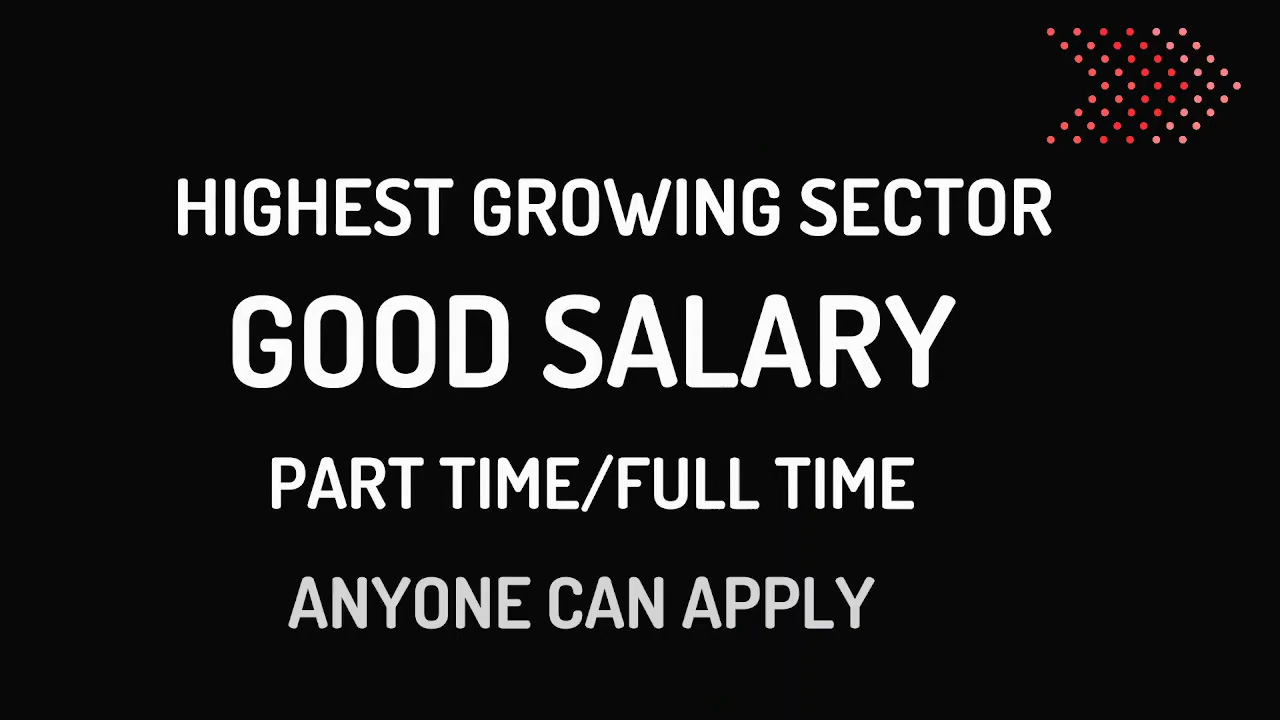 HIGHEST GROWING SECTOR
GOOD SALARY
PART TIME/FULL TIME
ANYONE CAN APPLY